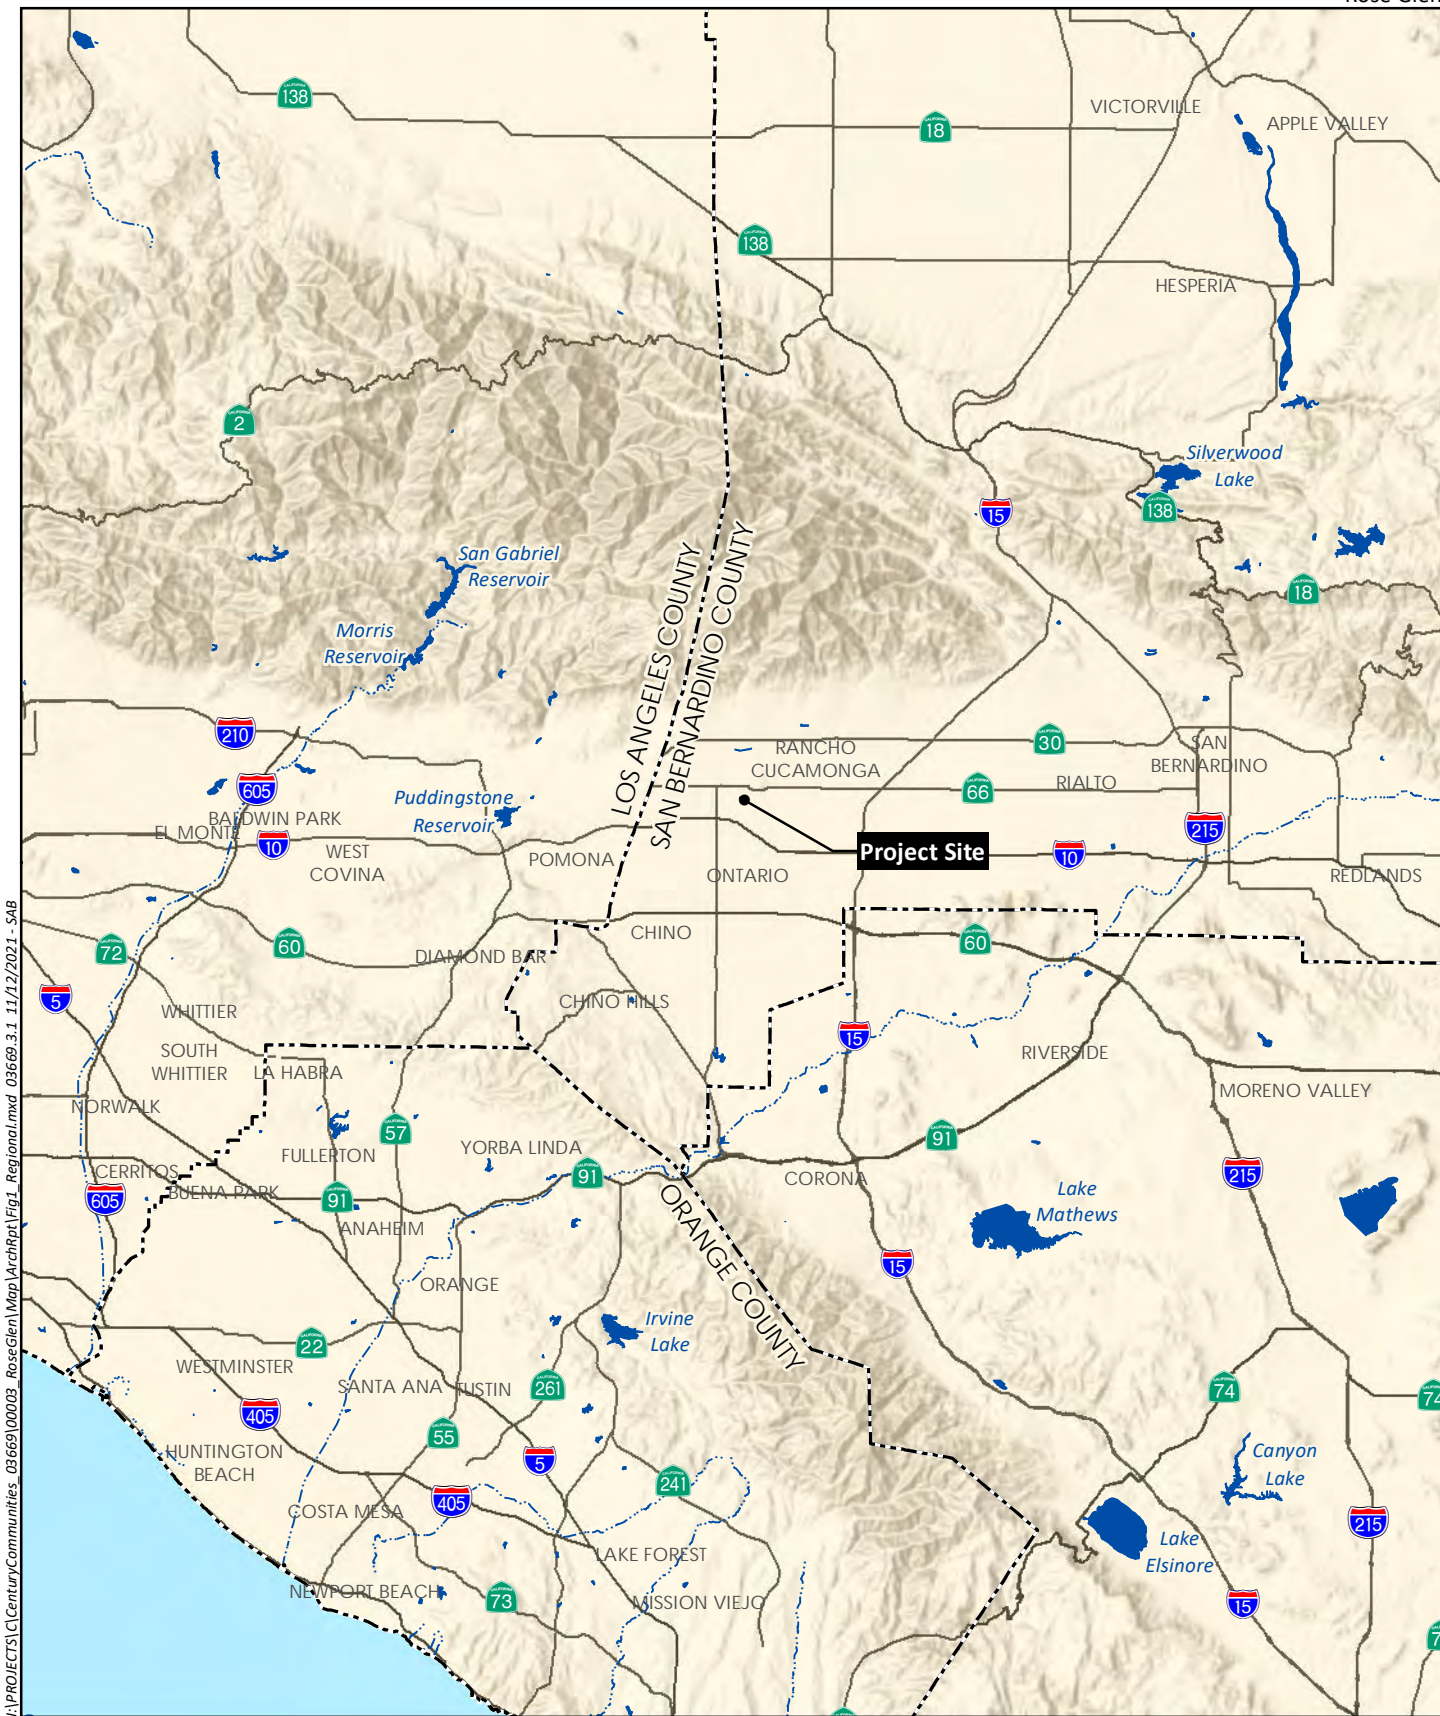 Rose Glen
138
VICTORVILLE
18
APPLE VALLEY
138
HESPERIA
2
Silverwood
Lake
15
138
San Gabriel
Reservoir
18
Morris
Reservoir
LOS ANGELES COUNTY
SAN BERNARDINO COUNTY
210
RANCHO
CUCAMONGA
30
SAN
BERNARDINO
605
Puddingstone
Reservoir
66
RIALTO
BALDWIN PARK
EL MONTE
10
WEST
COVINA
POMONA
Project Site
10
215
ONTARIO
REDLANDS
CHINO
72
60
DIAMOND BAR
60
5
WHITTIER
CHINO HILLS
15
SOUTH
WHITTIER
LA HABRA
RIVERSIDE
MORENO VALLEY
NORWALK
57
FULLERTON
YORBA LINDA
91
CERRITOS
605
BUENA PARK
91
91
CORONA
215
ANAHEIM
Lake
Mathews
ORANGE COUNTY
15
ORANGE
Irvine
Lake
22
WESTMINSTER
SANTA ANA
TUSTIN
261
74
74
405
55
HUNTINGTON
BEACH
5
241
Canyon
Lake
COSTA MESA
405
215
LAKE FOREST
Lake
Elsinore
NEWPORT BEACH
73
MISSION VIEJO
15
I:\PROJECTS\C\CenturyCommunities_03669\00003_RoseGlen\Map\ArchRpt\Fig1_Regional.mxd 03669.3.1 11/12/2021 - SAB